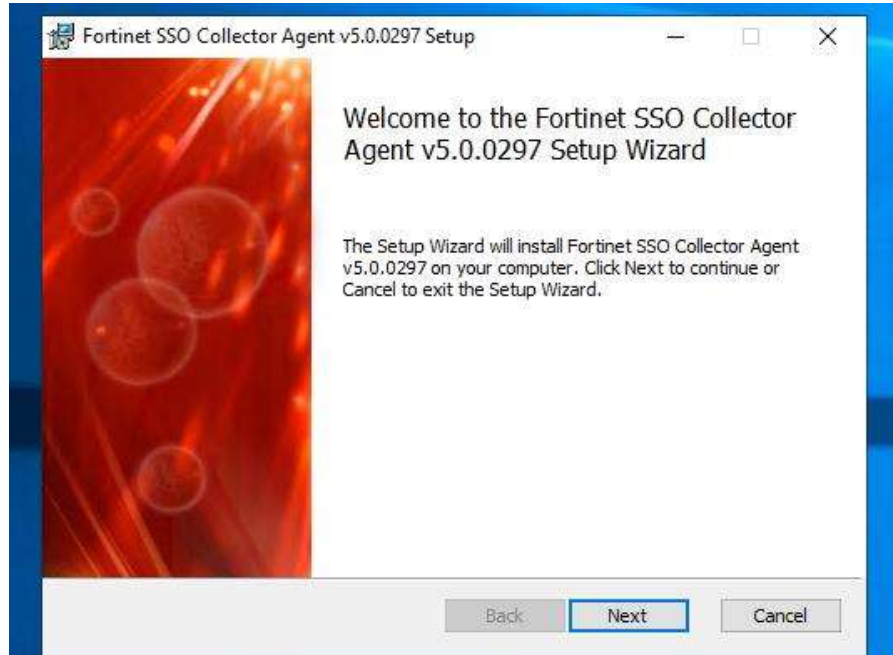 Fortinet SSO Collector Agent v5.0.0297 Setup
Welcome to the Fortinet SSO Collector
Agent v5.0.0297 Setup Wizard
The Setup Wizard will install Fortinet SSO Collector Agent
v5.0.0297 on your computer. Click Next to continue or
Cancel to exit the Setup Wizard.
Back Next Cancel